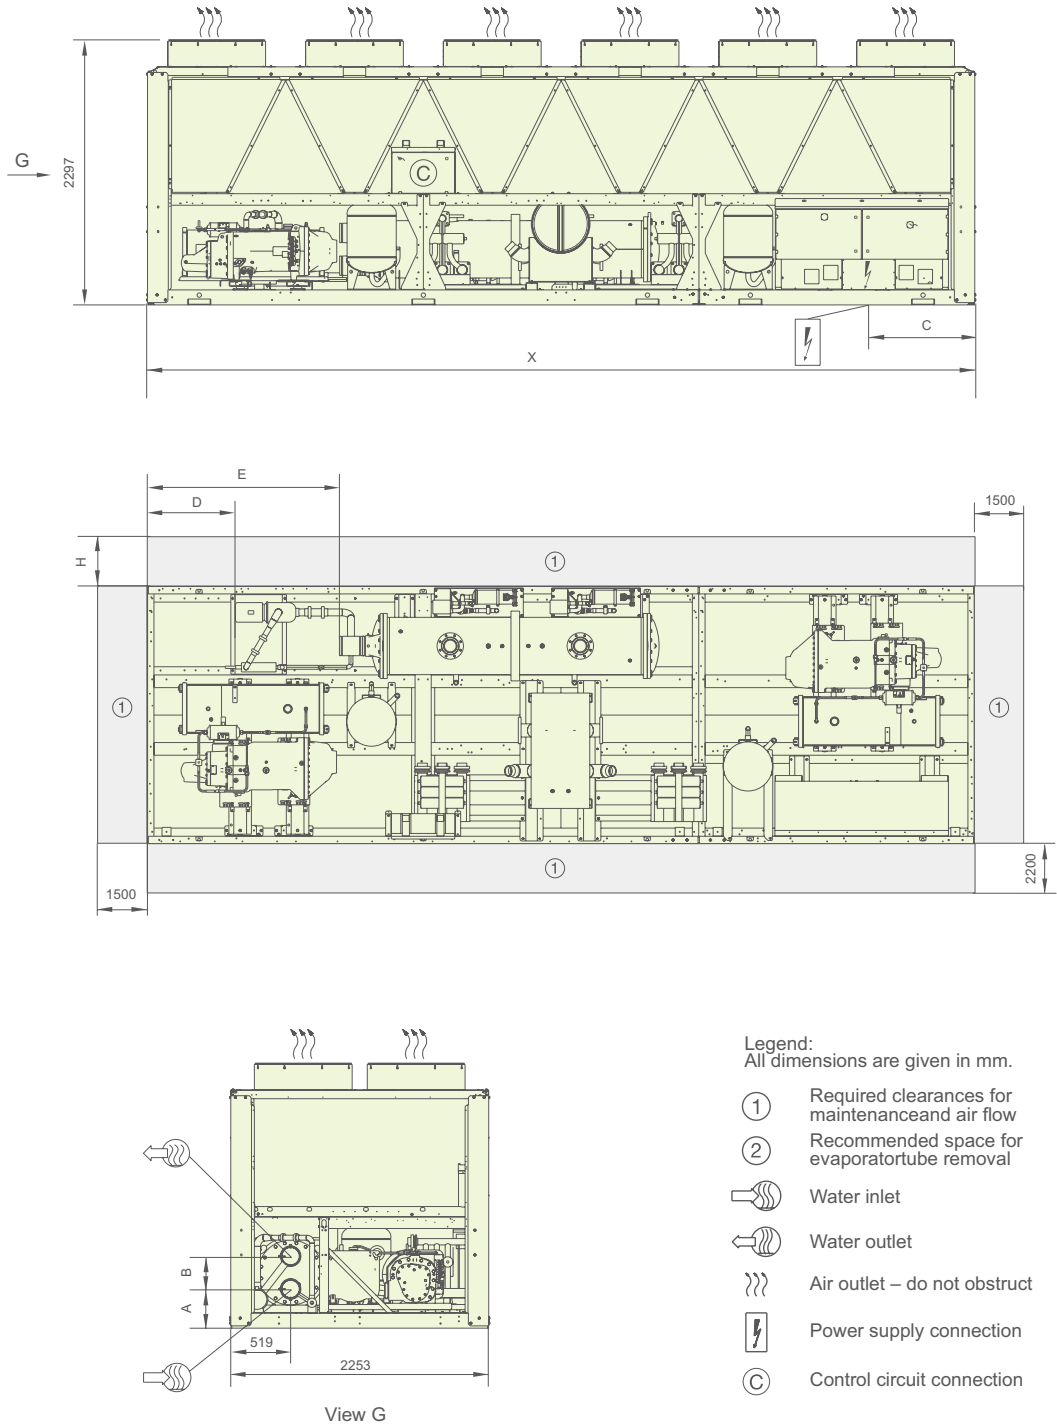 G
2297
C
C
X
E
D
1500
H
1
1
1
1
1500
2200
B
A
519
2253
View G
Legend:
All dimensions are given in mm.
1 Required clearances for
maintenanceand air flow
2 Recommended space for
evaporatortube removal
Water inlet
Water outlet
Air outlet – do not obstruct
Power supply connection
C Control circuit connection